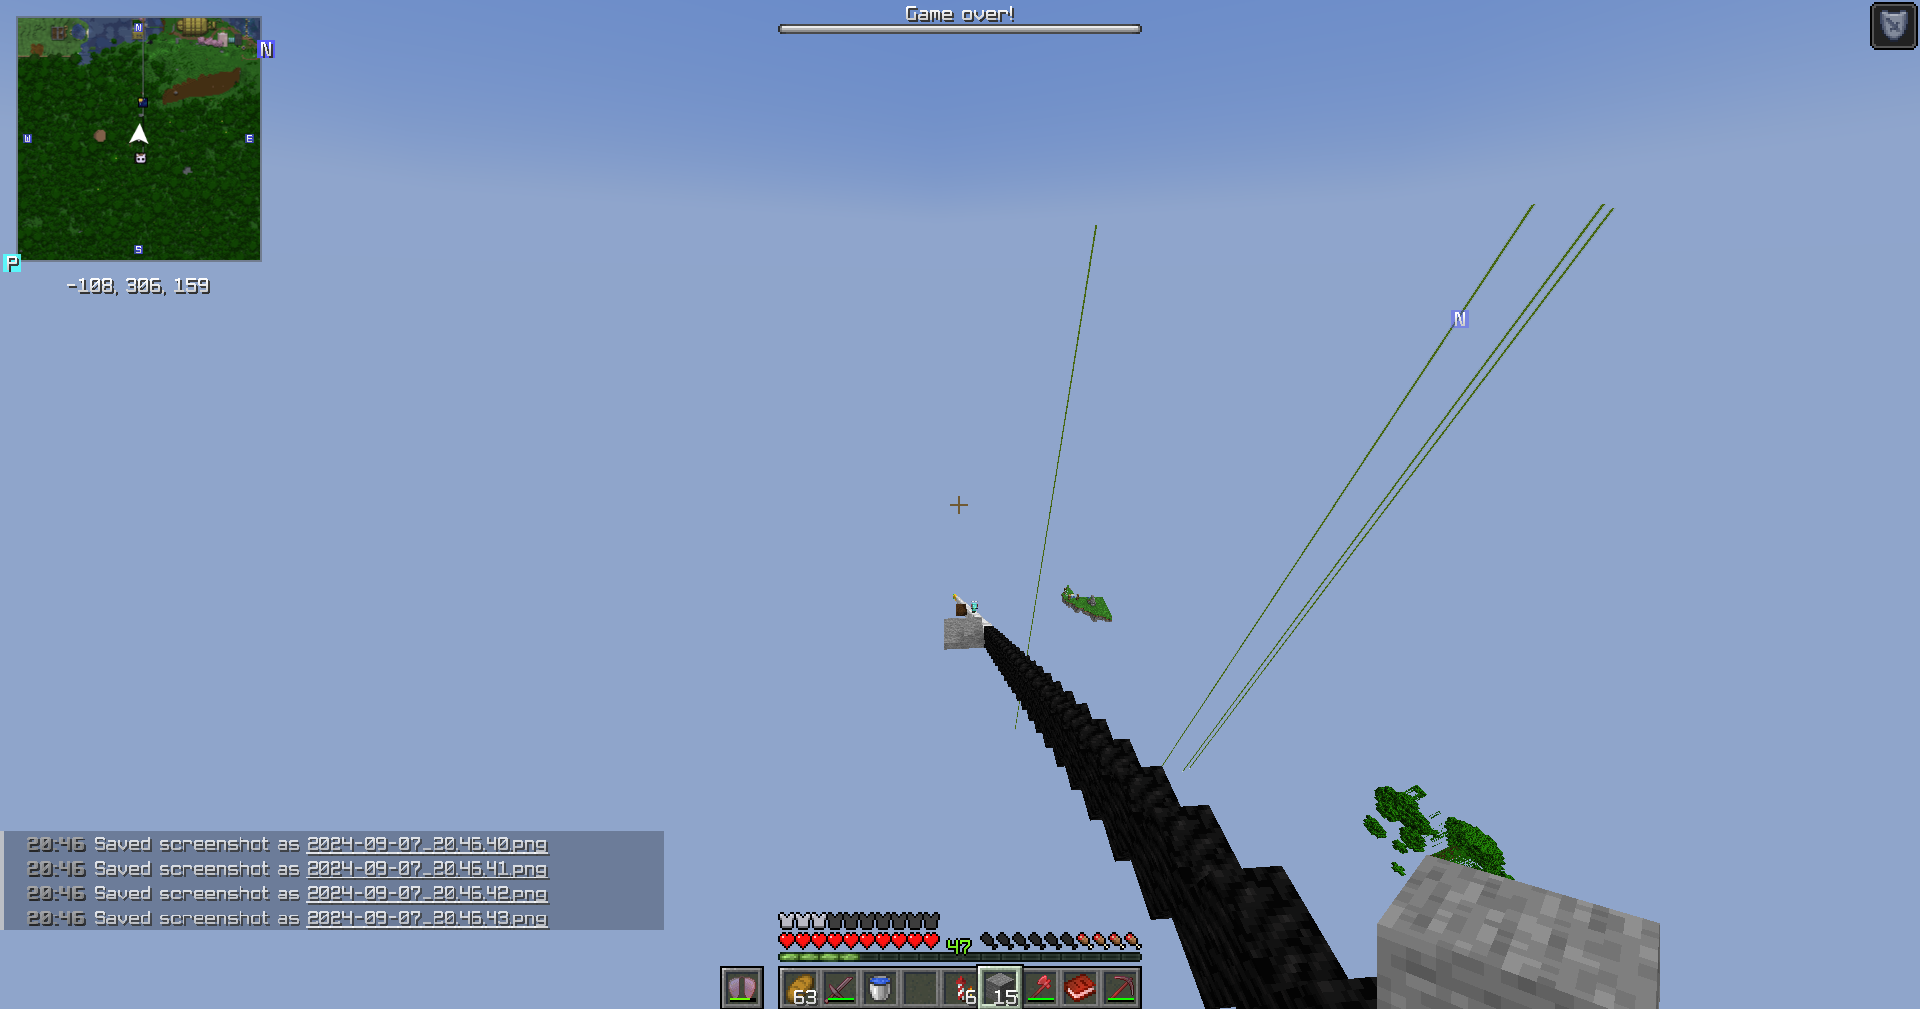 Game over!
N
N
W
E
S
P
-108, 306, 159
N
20:46 Saved screenshot as 2024-09-07_20.46.40.png
20:46 Saved screenshot as 2024-09-07_20.46.41.png
20:46 Saved screenshot as 2024-09-07_20.46.42.png
20:46 Saved screenshot as 2024-09-07_20.46.43.png
47
63
6
15